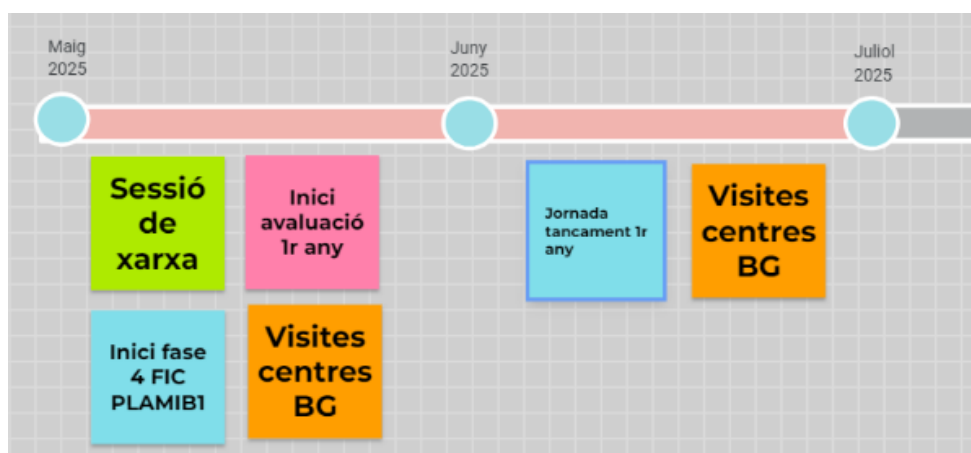 Maig
2025
Juny
2025
Juliol
2025
Sessió
de
xarxa
Inici
avaluació
1r any
Jornada
tancament 1r
any
Visites
centres
BG
Inici fase
4 FIC
PLAMIB1
Visites
centres
BG